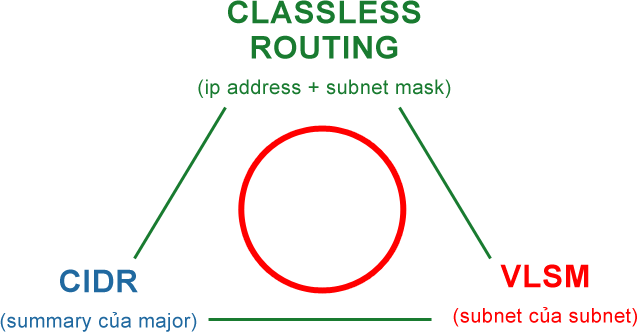 CLASSLESS
ROUTING
(ip address + subnet mask)
CIDR
(summary của major)
VLSM
(subnet của subnet)